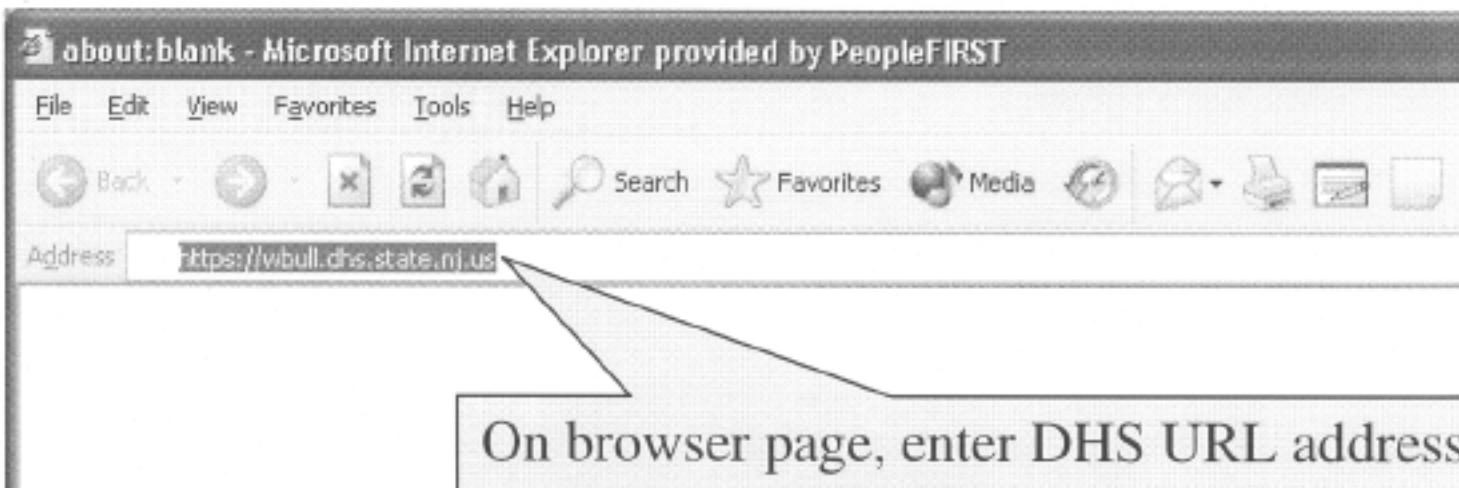 about:blank - Microsoft Internet Explorer provided by PeopleFIRST
File Edit View Favorites Tools Help
Back Search Favorites Media
Address https://wbull.dhs.state.nj.us
On browser page, enter DHS URL address